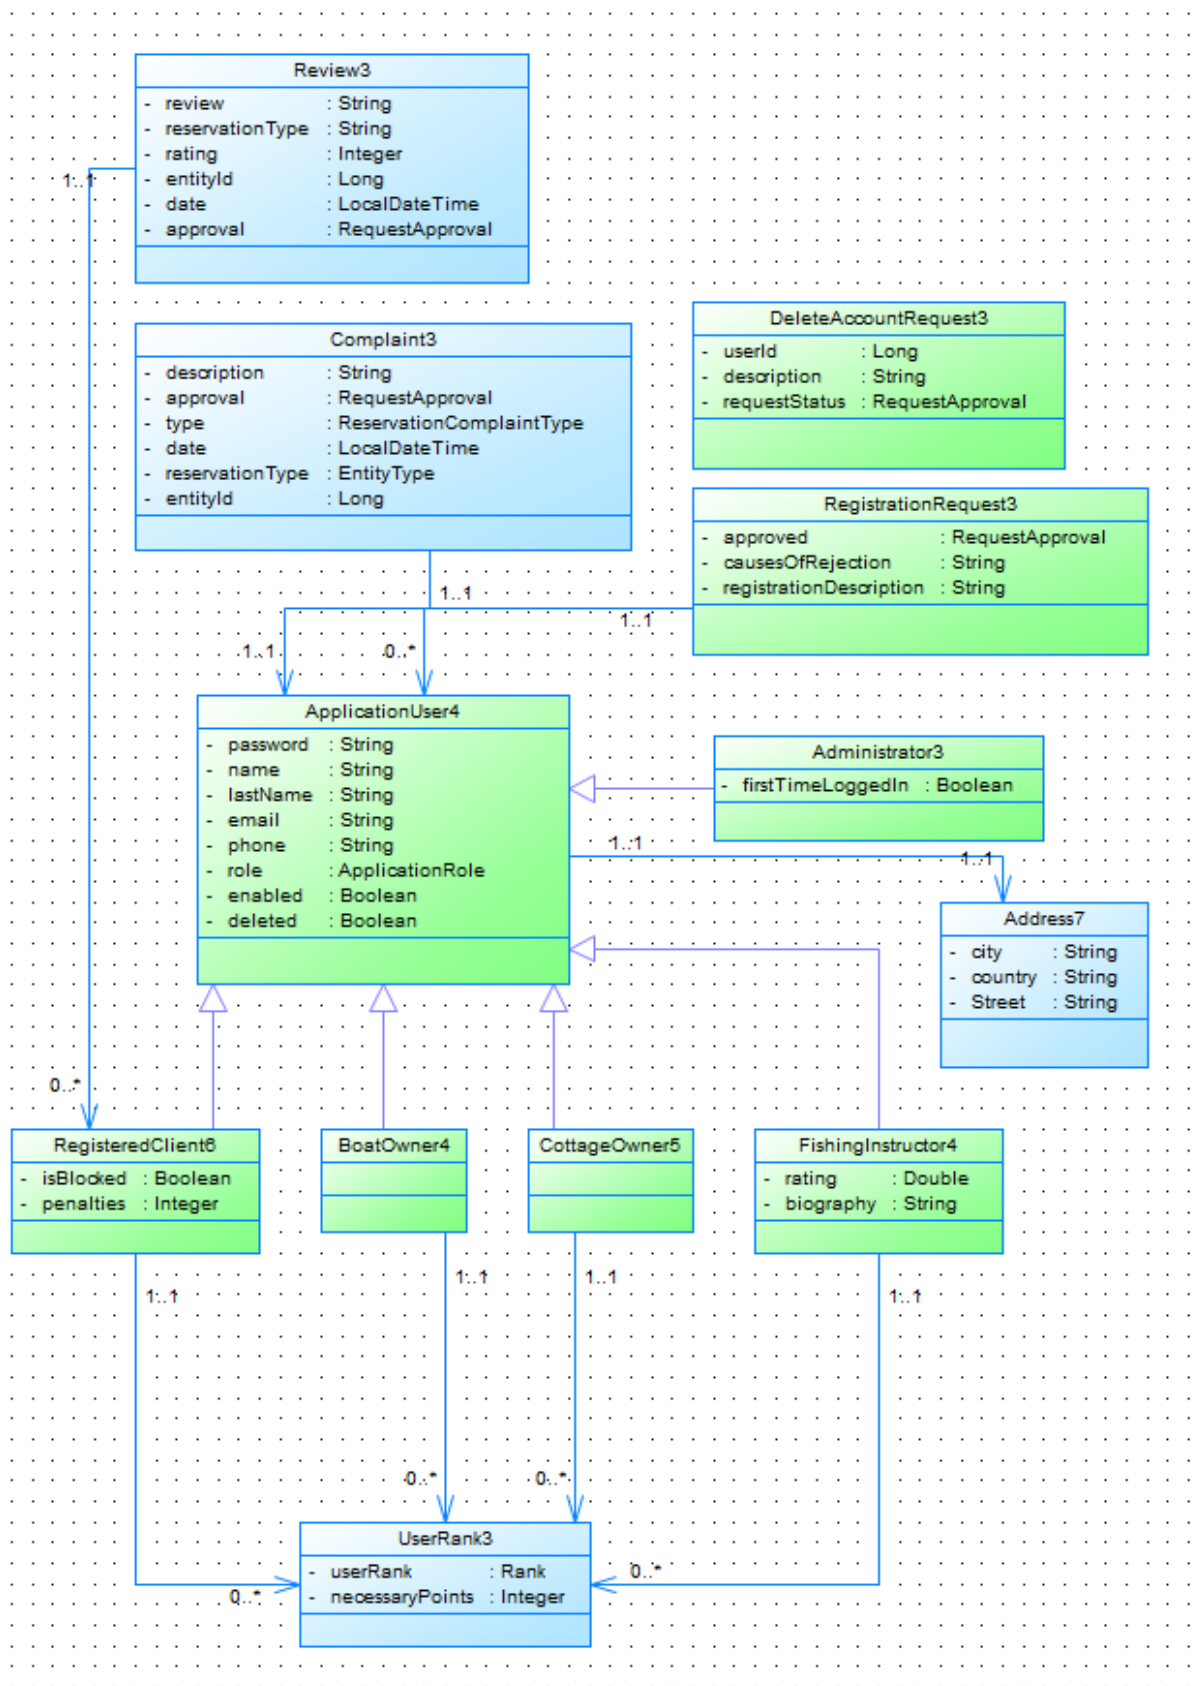 Review3
- review : String
- reservationType : String
- rating : Integer
- entityId : Long
- date : LocalDateTime
- approval : RequestApproval
1..1
DeleteAccountRequest3
- userId : Long
- description : String
- requestStatus : RequestApproval
Complaint3
- description : String
- approval : RequestApproval
- type : ReservationComplaintType
- date : LocalDateTime
- reservationType : EntityType
- entityId : Long
RegistrationRequest3
- approved : RequestApproval
- causesOfRejection : String
- registrationDescription : String
1..1
1..1
1..1
0..*
ApplicationUser4
- password : String
- name : String
- lastName : String
- email : String
- phone : String
- role : ApplicationRole
- enabled : Boolean
- deleted : Boolean
Administrator3
- firstTimeLoggedIn : Boolean
1..1
1..1
Address7
- city : String
- country : String
- Street : String
0..*
RegisteredClient6
- isBlocked : Boolean
- penalties : Integer
BoatOwner4
CottageOwner5
FishingInstructor4
- rating : Double
- biography : String
1..1
1..1
1..1
1..1
0..*
0..*
UserRank3
- userRank : Rank
- necessaryPoints : Integer
0..*
0..*